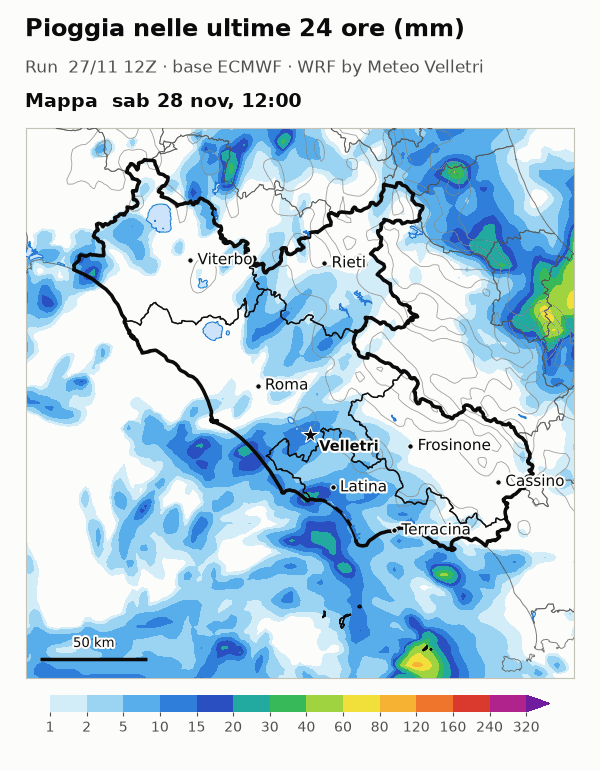 Pioggia nelle ultime 24 ore (mm)
Run 27/11 12Z · base ECMWF · WRF by Meteo Velletri
Mappa sab 28 nov, 12:00
Viterbo
Rieti
Roma
Velletri
Frosinone
Cassino
Latina
Terracina
50 km
1 2 5 10 15 20 30 40 60 80 120 160 240 320